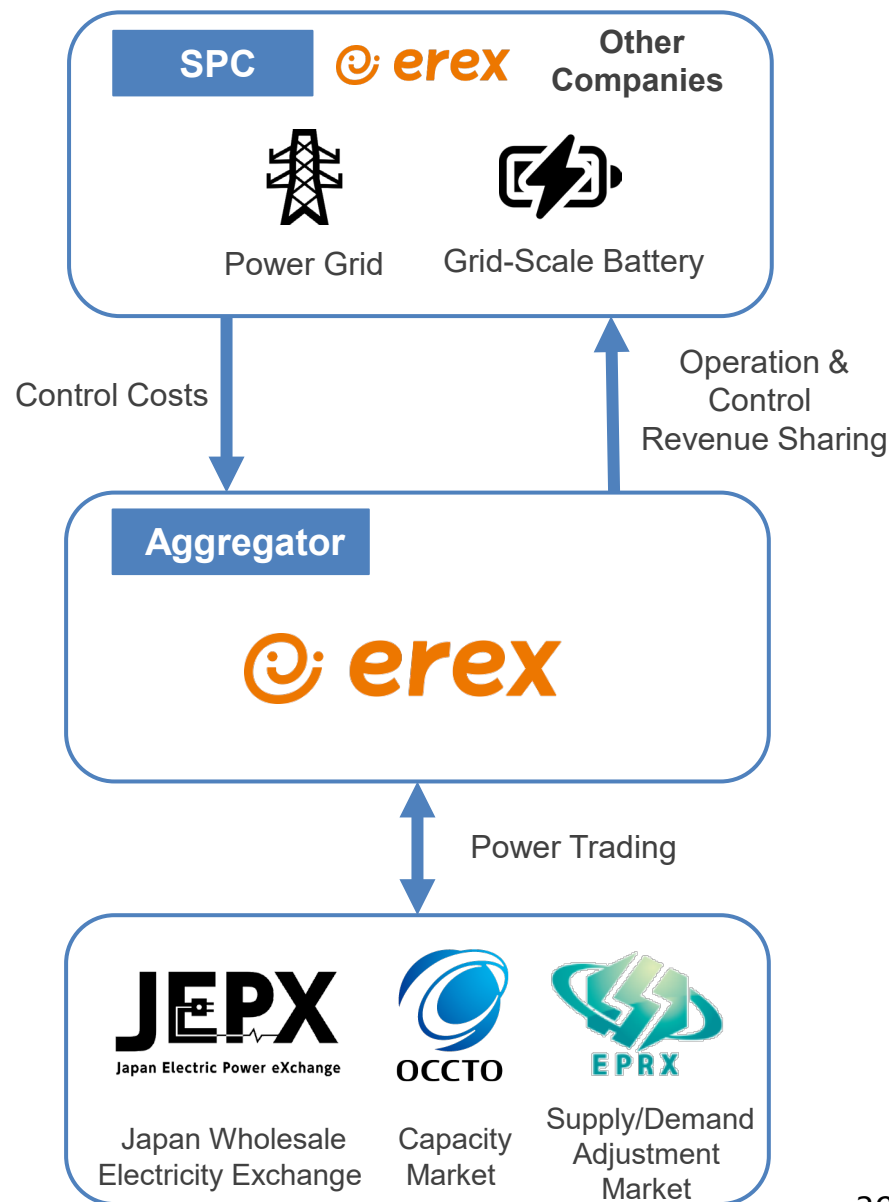 SPC
erex
Other
Companies
Power Grid
Grid-Scale Battery
Control Costs
Operation &
Control
Revenue Sharing
Aggregator
erex
Power Trading
JEPX
Japan Electric Power eXchange
OCCTO
EPRX
Japan Wholesale
Electricity Exchange
Capacity
Market
Supply/Demand
Adjustment
Market